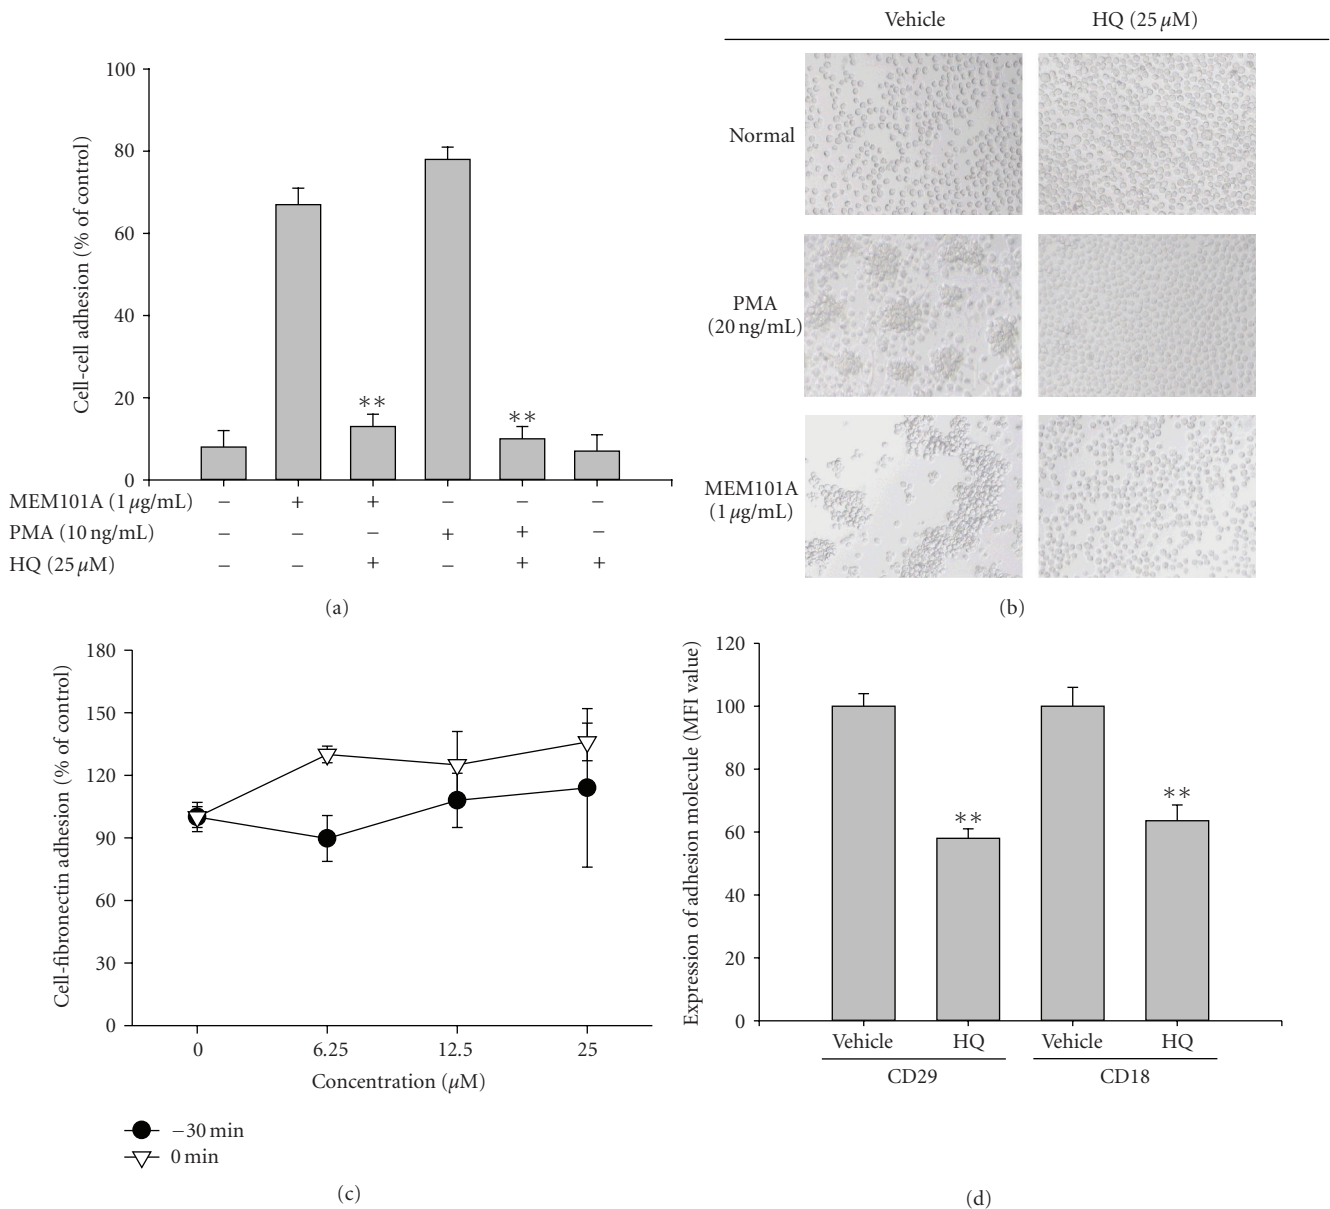 100
80
60
40
20
0
Cell-cell adhesion (% of control)
** **
MEM101A (1 µg/mL) − + + − − −
PMA (10 ng/mL) − − − + + −
HQ (25 µM) − − + − + +
(a)
Vehicle HQ (25 µM)
Normal
PMA
(20 ng/mL)
MEM101A
(1 µg/mL)
(b)
180
150
120
90
60
30
0
Cell-fibronectin adhesion (% of control)
0 6.25 12.5 25
Concentration (µM)
−30 min
0 min
(c)
120
100
80
60
40
20
0
Expression of adhesion molecule (MFI value)
** **
Vehicle HQ Vehicle HQ
CD29 CD18
(d)